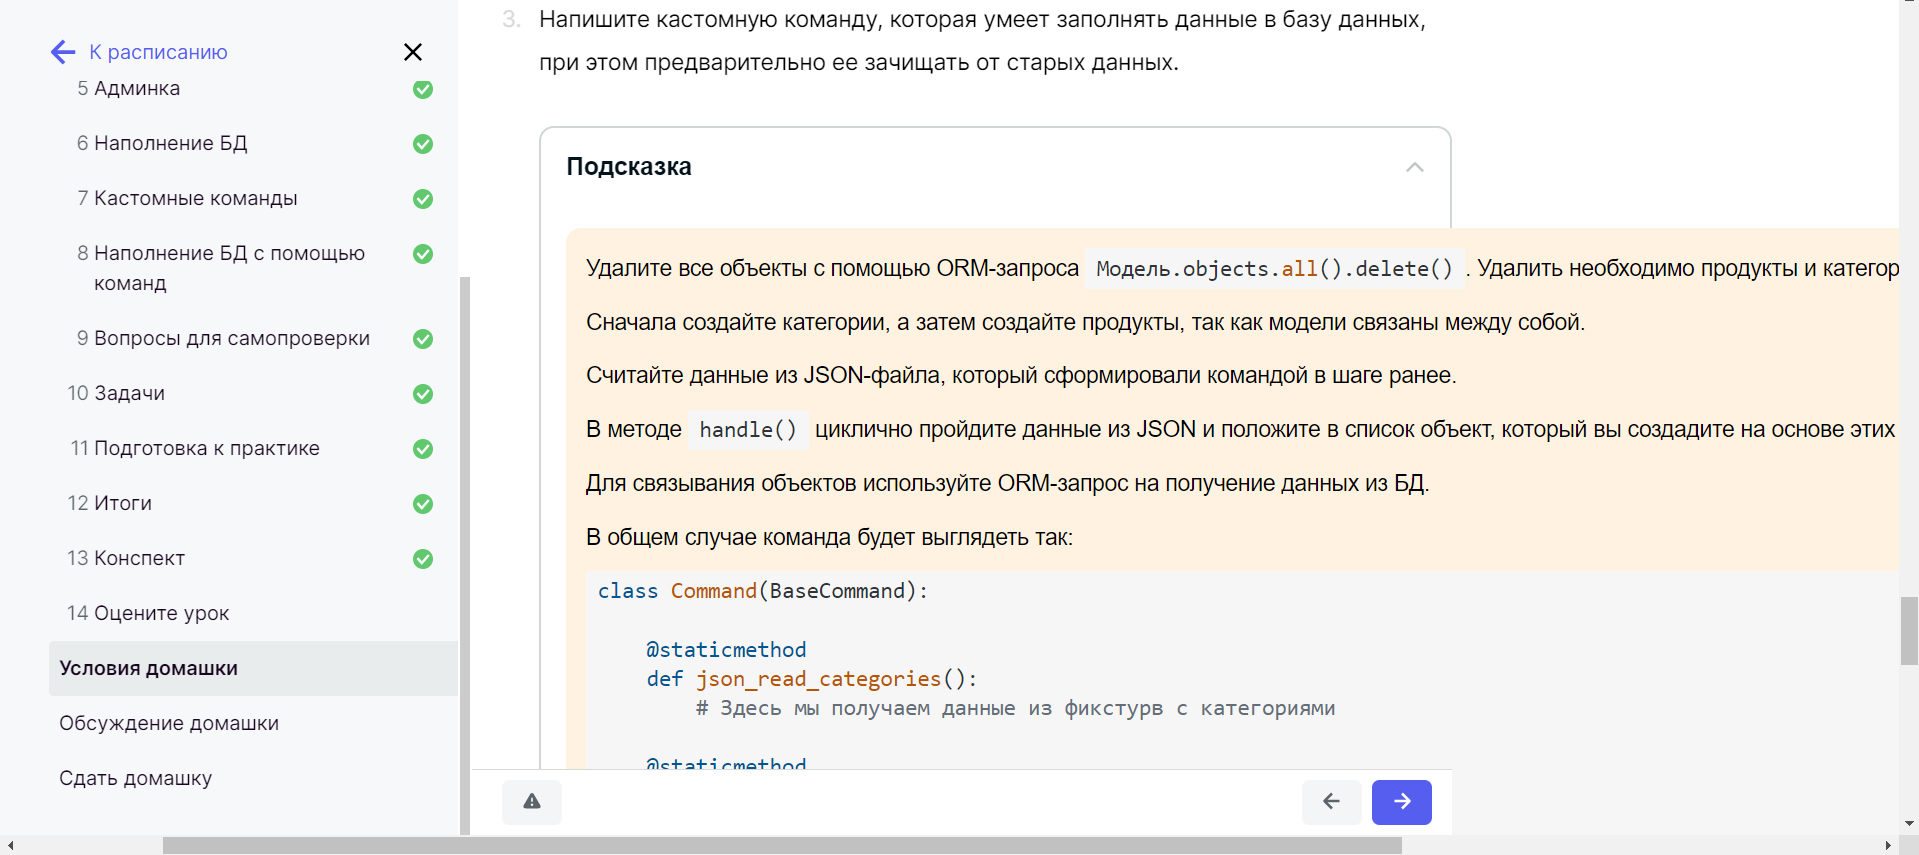 К расписанию
5 Админка
6 Наполнение БД
7 Кастомные команды
8 Наполнение БД с помощью
команд
9 Вопросы для самопроверки
10 Задачи
11 Подготовка к практике
12 Итоги
13 Конспект
14 Оцените урок
Условия домашки
Обсуждение домашки
Сдать домашку
3. Напишите кастомную команду, которая умеет заполнять данные в базу данных,
при этом предварительно ее зачищать от старых данных.
Подсказка
Удалите все объекты с помощью ORM-запроса Модель.objects.all().delete() . Удалить необходимо продукты и категор
Сначала создайте категории, а затем создайте продукты, так как модели связаны между собой.
Считайте данные из JSON-файла, который сформировали командой в шаге ранее.
В методе handle() циклично пройдите данные из JSON и положите в список объект, который вы создадите на основе этих
Для связывания объектов используйте ORM-запрос на получение данных из БД.
В общем случае команда будет выглядеть так:
class Command(BaseCommand):
@staticmethod
def json_read_categories():
# Здесь мы получаем данные из фикстурв с категориями
@staticmethod